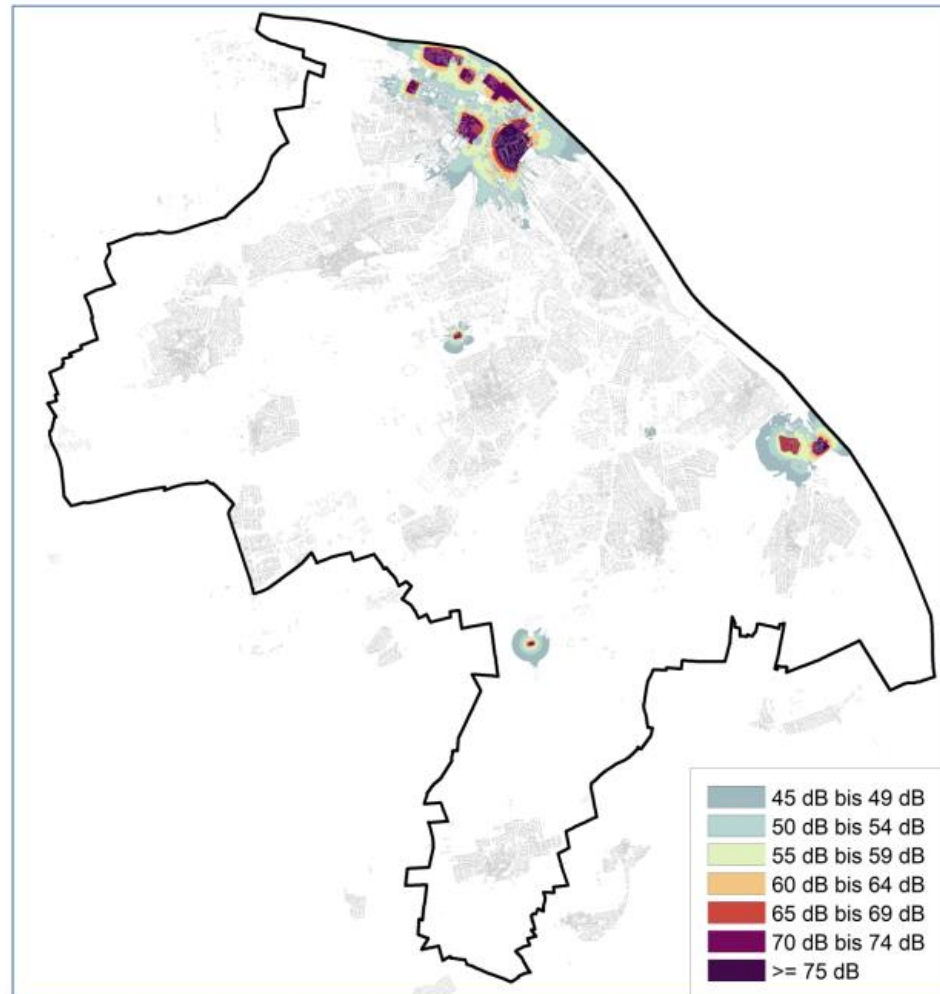 45 dB bis 49 dB
50 dB bis 54 dB
55 dB bis 59 dB
60 dB bis 64 dB
65 dB bis 69 dB
70 dB bis 74 dB
>= 75 dB